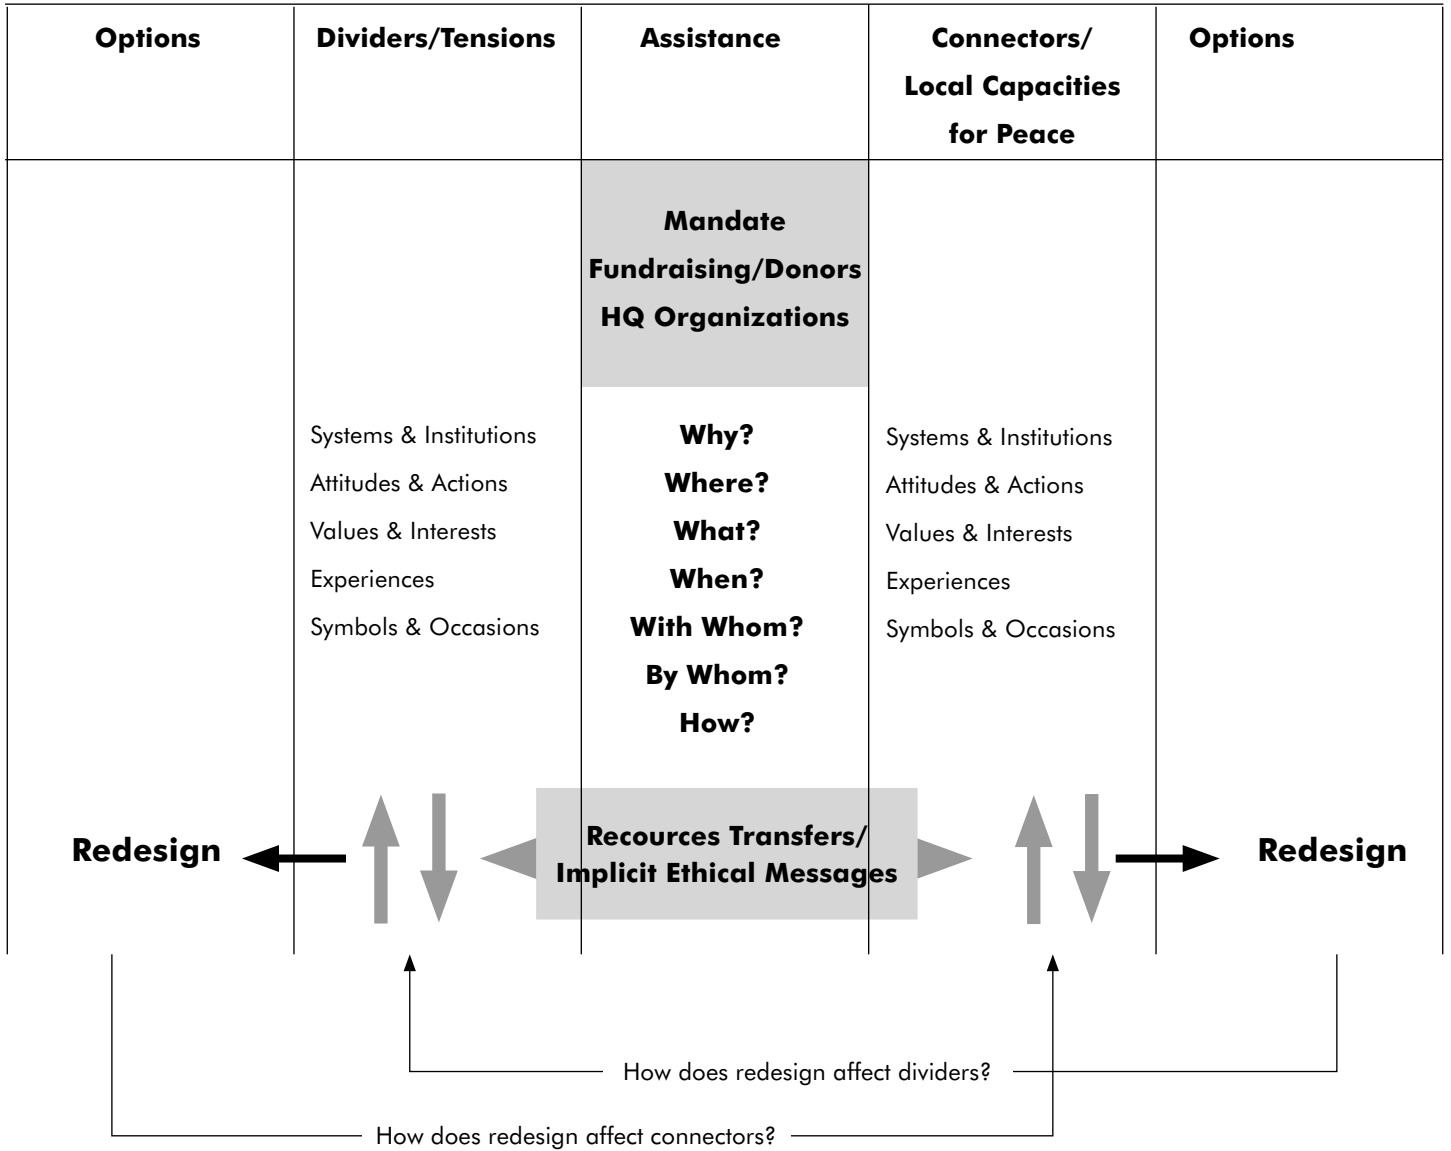 Options
Dividers/Tensions
Assistance
Connectors/
Local Capacities
for Peace
Options
Mandate
Fundraising/Donors
HQ Organizations
Systems & Institutions
Attitudes & Actions
Values & Interests
Experiences
Symbols & Occasions
Why?
Where?
What?
When?
With Whom?
By Whom?
How?
Systems & Institutions
Attitudes & Actions
Values & Interests
Experiences
Symbols & Occasions
Redesign
Recources Transfers/
Implicit Ethical Messages
Redesign
How does redesign affect dividers?
How does redesign affect connectors?